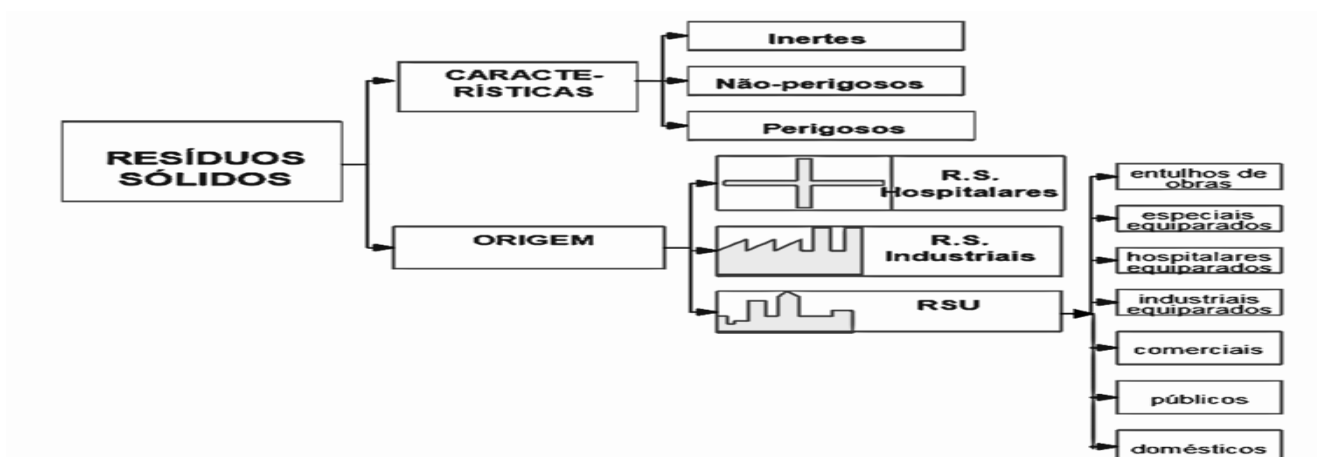 RESÍDUOS
SÓLIDOS
CARACTE-
RÍSTICAS
Inertes
Não-perigosos
Perigosos
ORIGEM
R.S.
Hospitalares
R.S.
Industriais
RSU
entulhos de
obras
especiais
equiparados
hospitalares
equiparados
industriais
equiparados
comerciais
públicos
domésticos